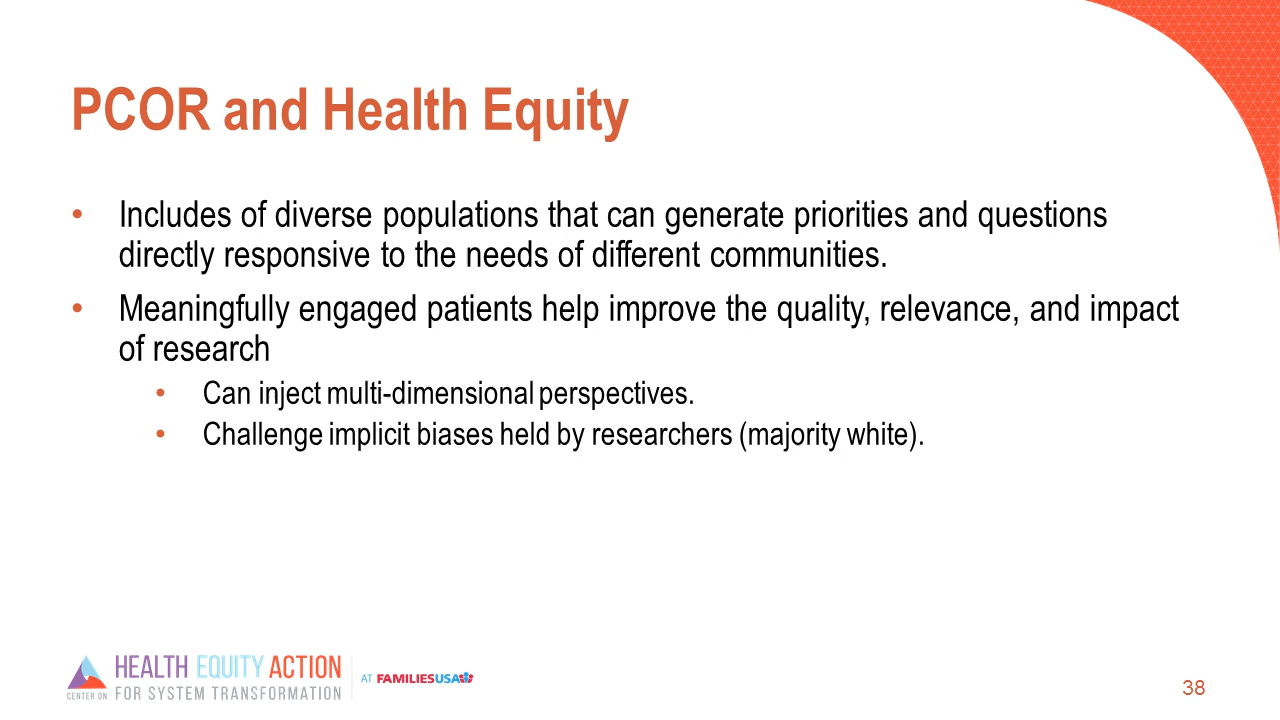 PCOR and Health Equity
• Includes of diverse populations that can generate priorities and questions
directly responsive to the needs of different communities.
• Meaningfully engaged patients help improve the quality, relevance, and impact
of research
• Can inject multi-dimensional perspectives.
• Challenge implicit biases held by researchers (majority white).
HEALTH EQUITY ACTION
CENTER ON FOR SYSTEM TRANSFORMATION
AT FAMILIESUSA
38